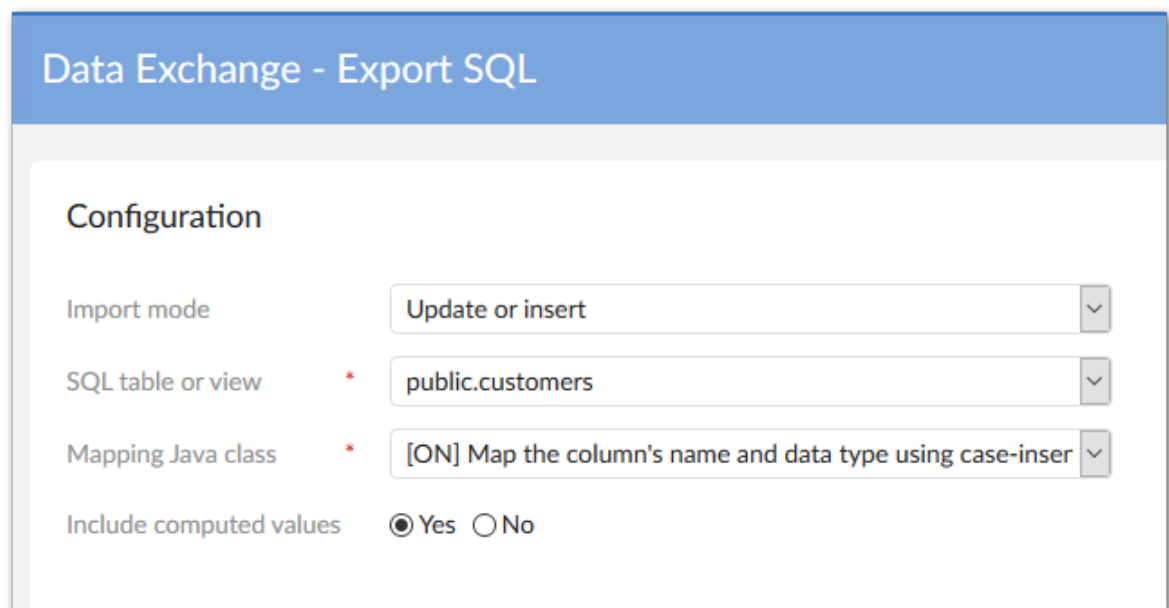 Data Exchange - Export SQL
Configuration
Import mode Update or insert
SQL table or view * public.customers
Mapping Java class * [ON] Map the column's name and data type using case-inser
Include computed values Yes No